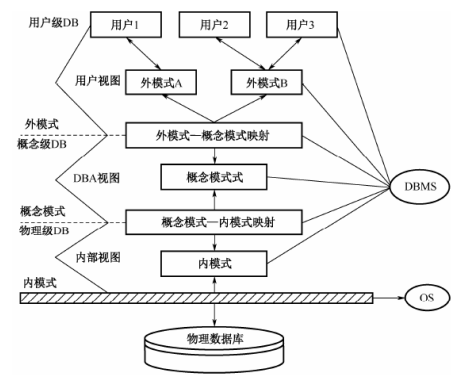 用户级DB
用户1
用户2
用户3
用户视图
外模式A
外模式B
外模式
概念级DB
外模式—概念模式映射
DBA视图
概念模式式
DBMS
概念模式
物理级DB
概念模式—内模式映射
内部视图
内模式
内模式
OS
物理数据库